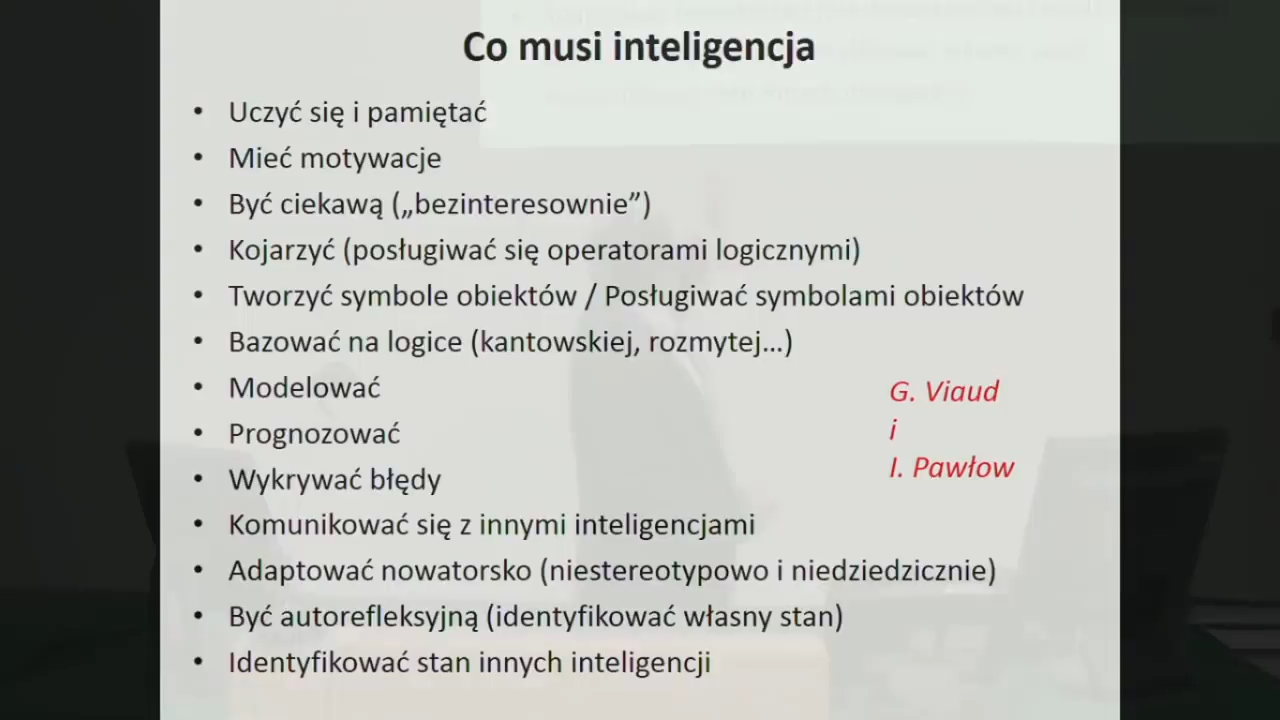 Co musi inteligencja
• Uczyć się i pamiętać
• Mieć motywacje
• Być ciekawą („bezinteresownie”)
• Kojarzyć (posługiwać się operatorami logicznymi)
• Tworzyć symbole obiektów / Posługiwać symbolami obiektów
• Bazować na logice (kantowskiej, rozmytej…)
• Modelować
• Prognozować
• Wykrywać błędy
• Komunikować się z innymi inteligencjami
• Adaptować nowatorsko (niestereotypowo i niedziedzicznie)
• Być autorefleksyjną (identyfikować własny stan)
• Identyfikować stan innych inteligencji
G. Viaud
i
I. Pawłow